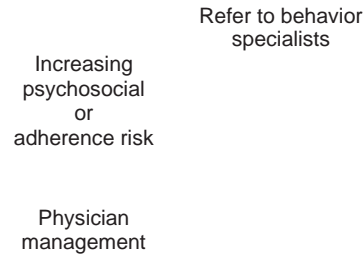 Refer to behavior
specialists
Increasing
psychosocial
or
adherence risk
Physician
management